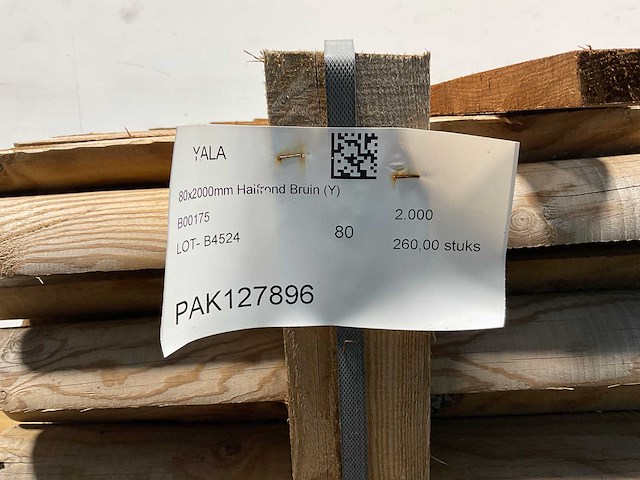 YALA
80x2000mm Halfrond Bruin (Y)
B00175 2.000
LOT- B4524 80 260,00 stuks
PAK127896